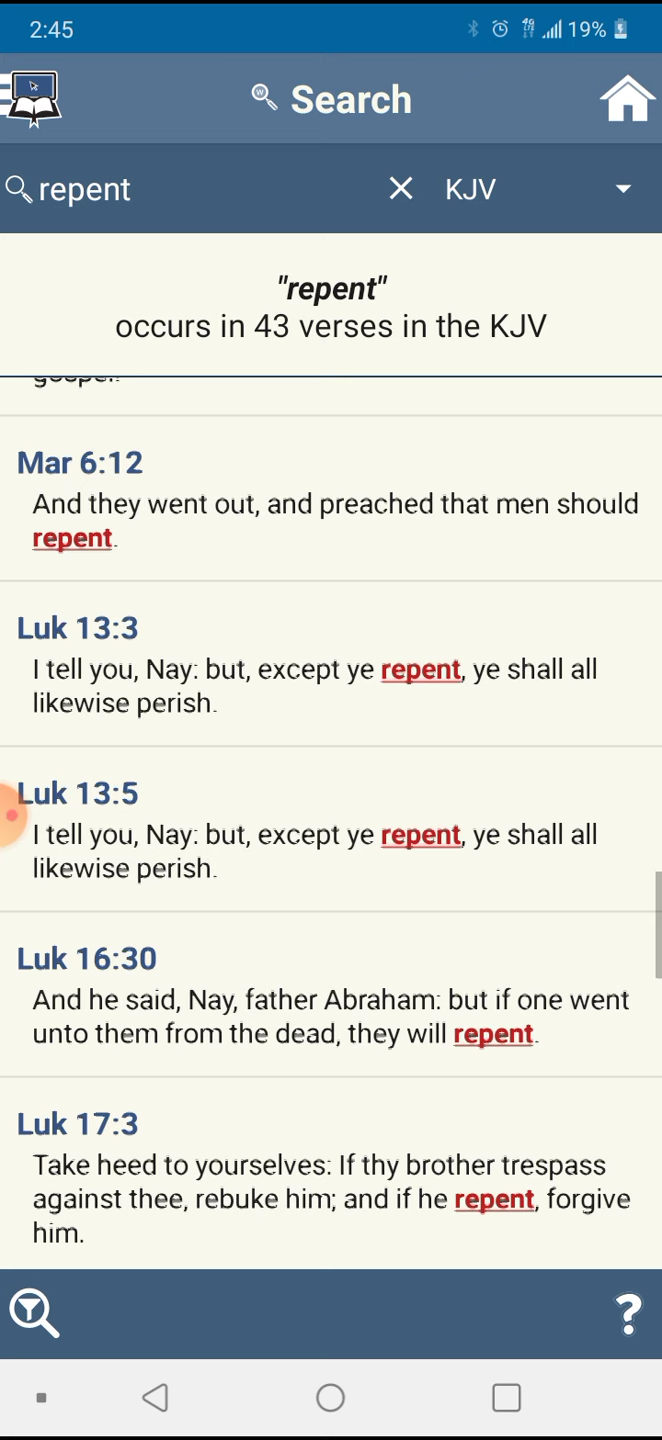 2:45
4G
19%
W
Search
repent
KJV
"repent"
occurs in 43 verses in the KJV
gospel.
Mar 6:12
And they went out, and preached that men should
repent.
Luk 13:3
I tell you, Nay: but, except ye repent, ye shall all
likewise perish.
Luk 13:5
I tell you, Nay: but, except ye repent, ye shall all
likewise perish.
Luk 16:30
And he said, Nay, father Abraham: but if one went
unto them from the dead, they will repent.
Luk 17:3
Take heed to yourselves: If thy brother trespass
against thee, rebuke him; and if he repent, forgive
him.
?